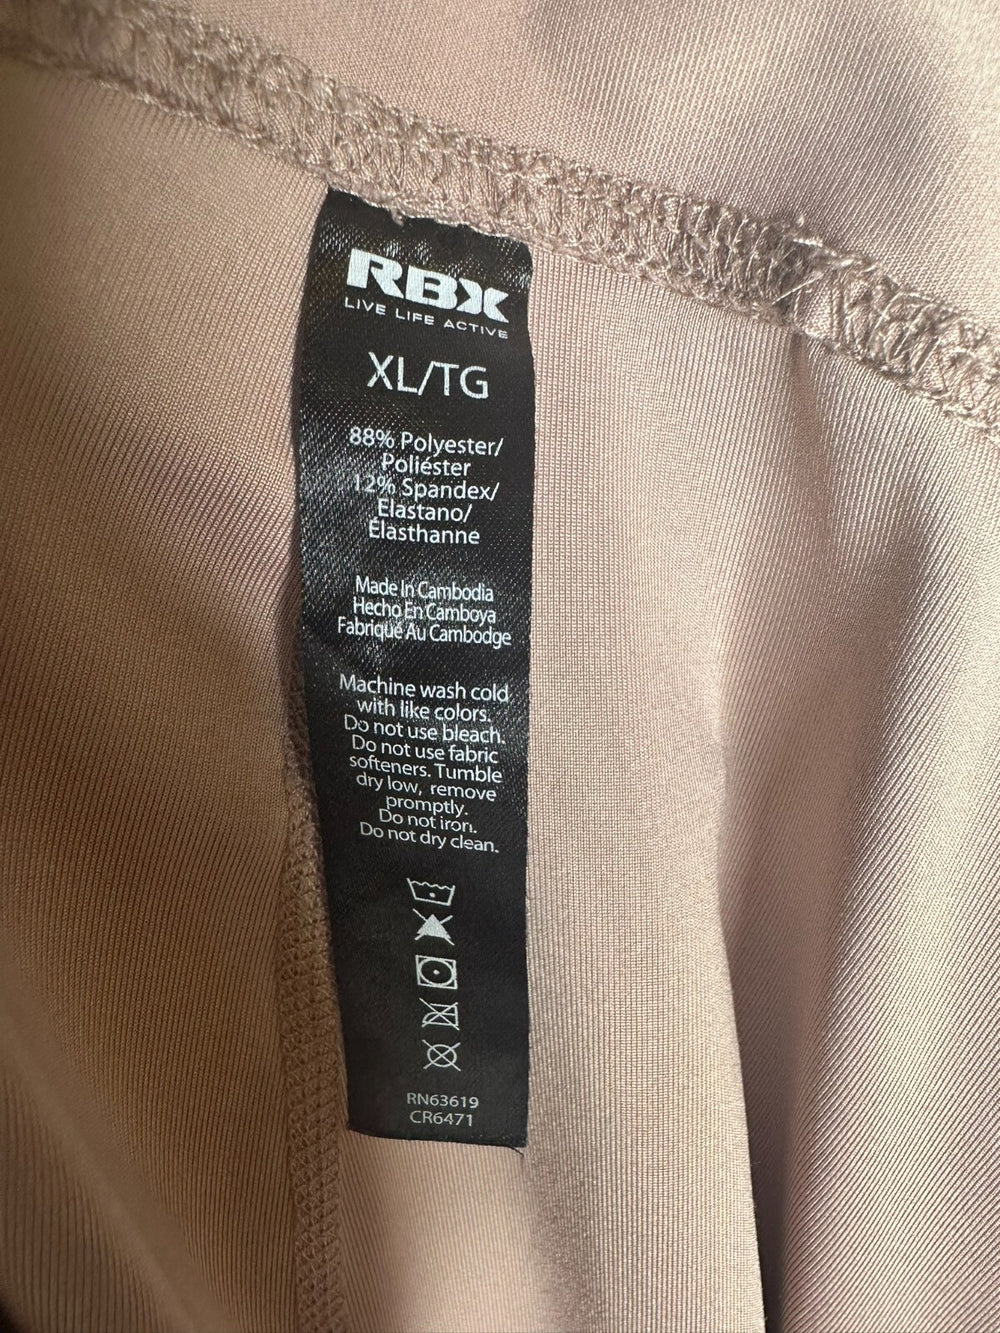 RBX
LIVE LIFE ACTIVE
XL/TG
88% Polyester/
Poliéster
12% Spandex/
Elastano/
Élasthanne
Made In Cambodia
Hecho En Camboya
Fabriqué Au Cambodge
Machine wash cold
with like colors.
Do not use bleach.
Do not use fabric
softeners. Tumble
dry low, remove
promptly.
Do not iron.
Do not dry clean.
RN63619
CR6471